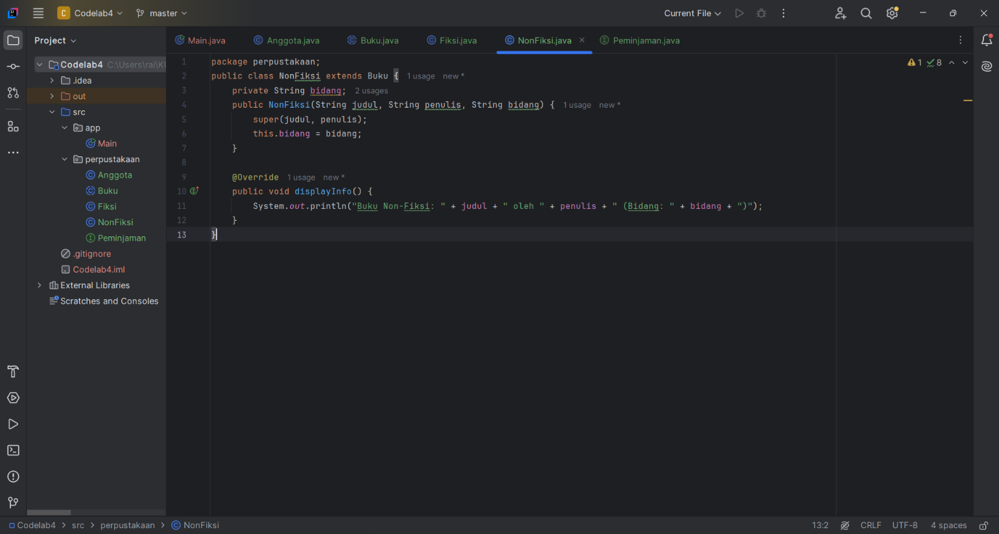 C Codelab4 master Current File
Project Main.java Anggota.java Buku.java Fiksi.java NonFiksi.java Peminjaman.java
Codelab4 C:\Users\rai\KU
.idea
out
src
app
Main
perpustakaan
Anggota
Buku
Fiksi
NonFiksi
Peminjaman
.gitignore
Codelab4.iml
External Libraries
Scratches and Consoles
1 package perpustakaan;
2 public class NonFiksi extends Buku { 1 usage new *
3 private String bidang; 2 usages
4 public NonFiksi(String judul, String penulis, String bidang) { 1 usage new *
5 super(judul, penulis);
6 this.bidang = bidang;
7 }
8
9 @Override 1 usage new *
10 public void displayInfo() {
11 System.out.println("Buku Non-Fiksi: " + judul + " oleh " + penulis + " (Bidang: " + bidang + ")");
12 }
13 }
1 8
Codelab4 > src > perpustakaan > NonFiksi 13:2 CRLF UTF-8 4 spaces